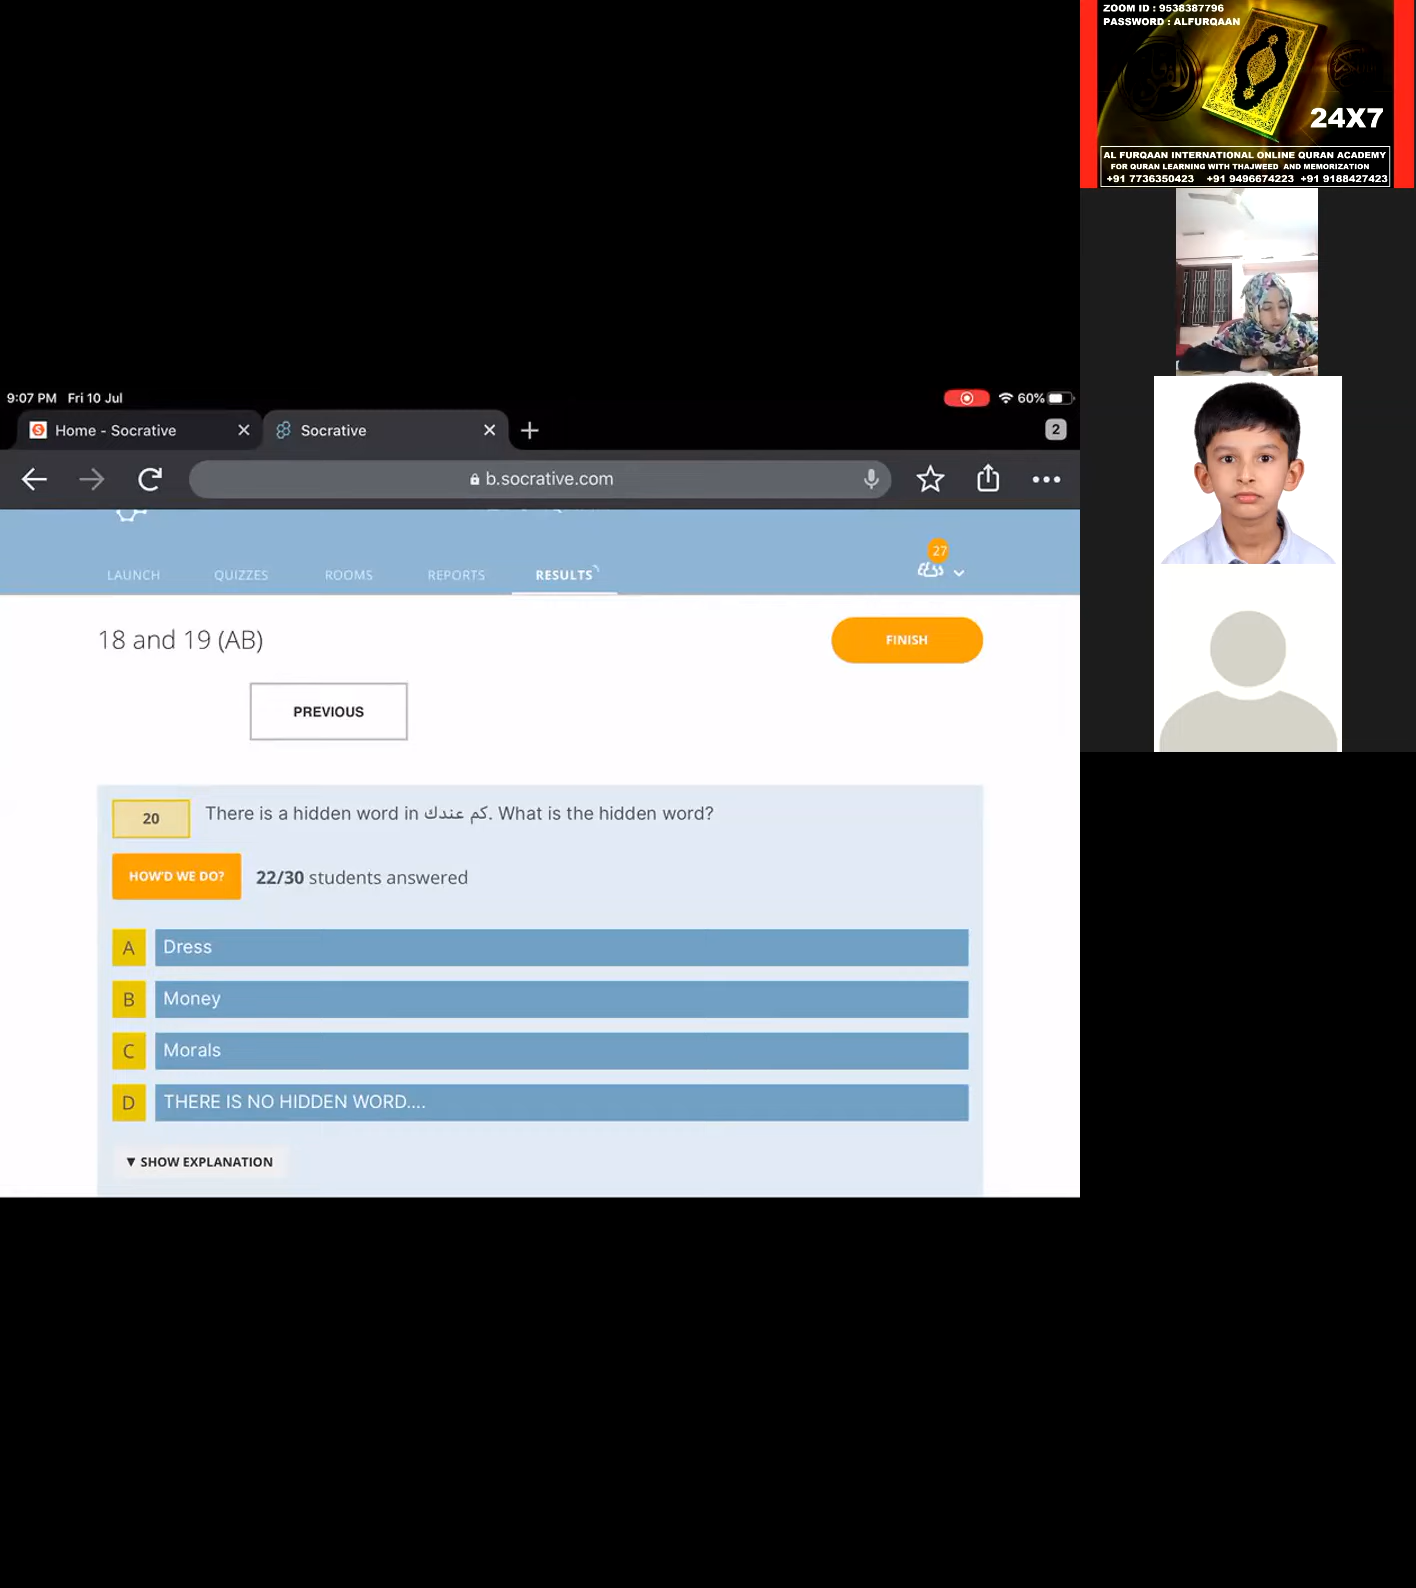 ZOOM ID : 9538387796
PASSWORD : ALFURQAAN
24X7
AL FURQAAN INTERNATIONAL ONLINE QURAN ACADEMY
FOR QURAN LEARNING WITH THAJWEED AND MEMORIZATION
+91 7736350423 +91 9496674223 +91 9188427423
9:07 PM Fri 10 Jul
60%
Home - Socrative
Socrative
2
b.socrative.com
27
LAUNCH QUIZZES ROOMS REPORTS RESULTS
18 and 19 (AB)
FINISH
PREVIOUS
20 There is a hidden word in كم عندك. What is the hidden word?
HOW'D WE DO? 22/30 students answered
A Dress
B Money
C Morals
D THERE IS NO HIDDEN WORD....
▼ SHOW EXPLANATION